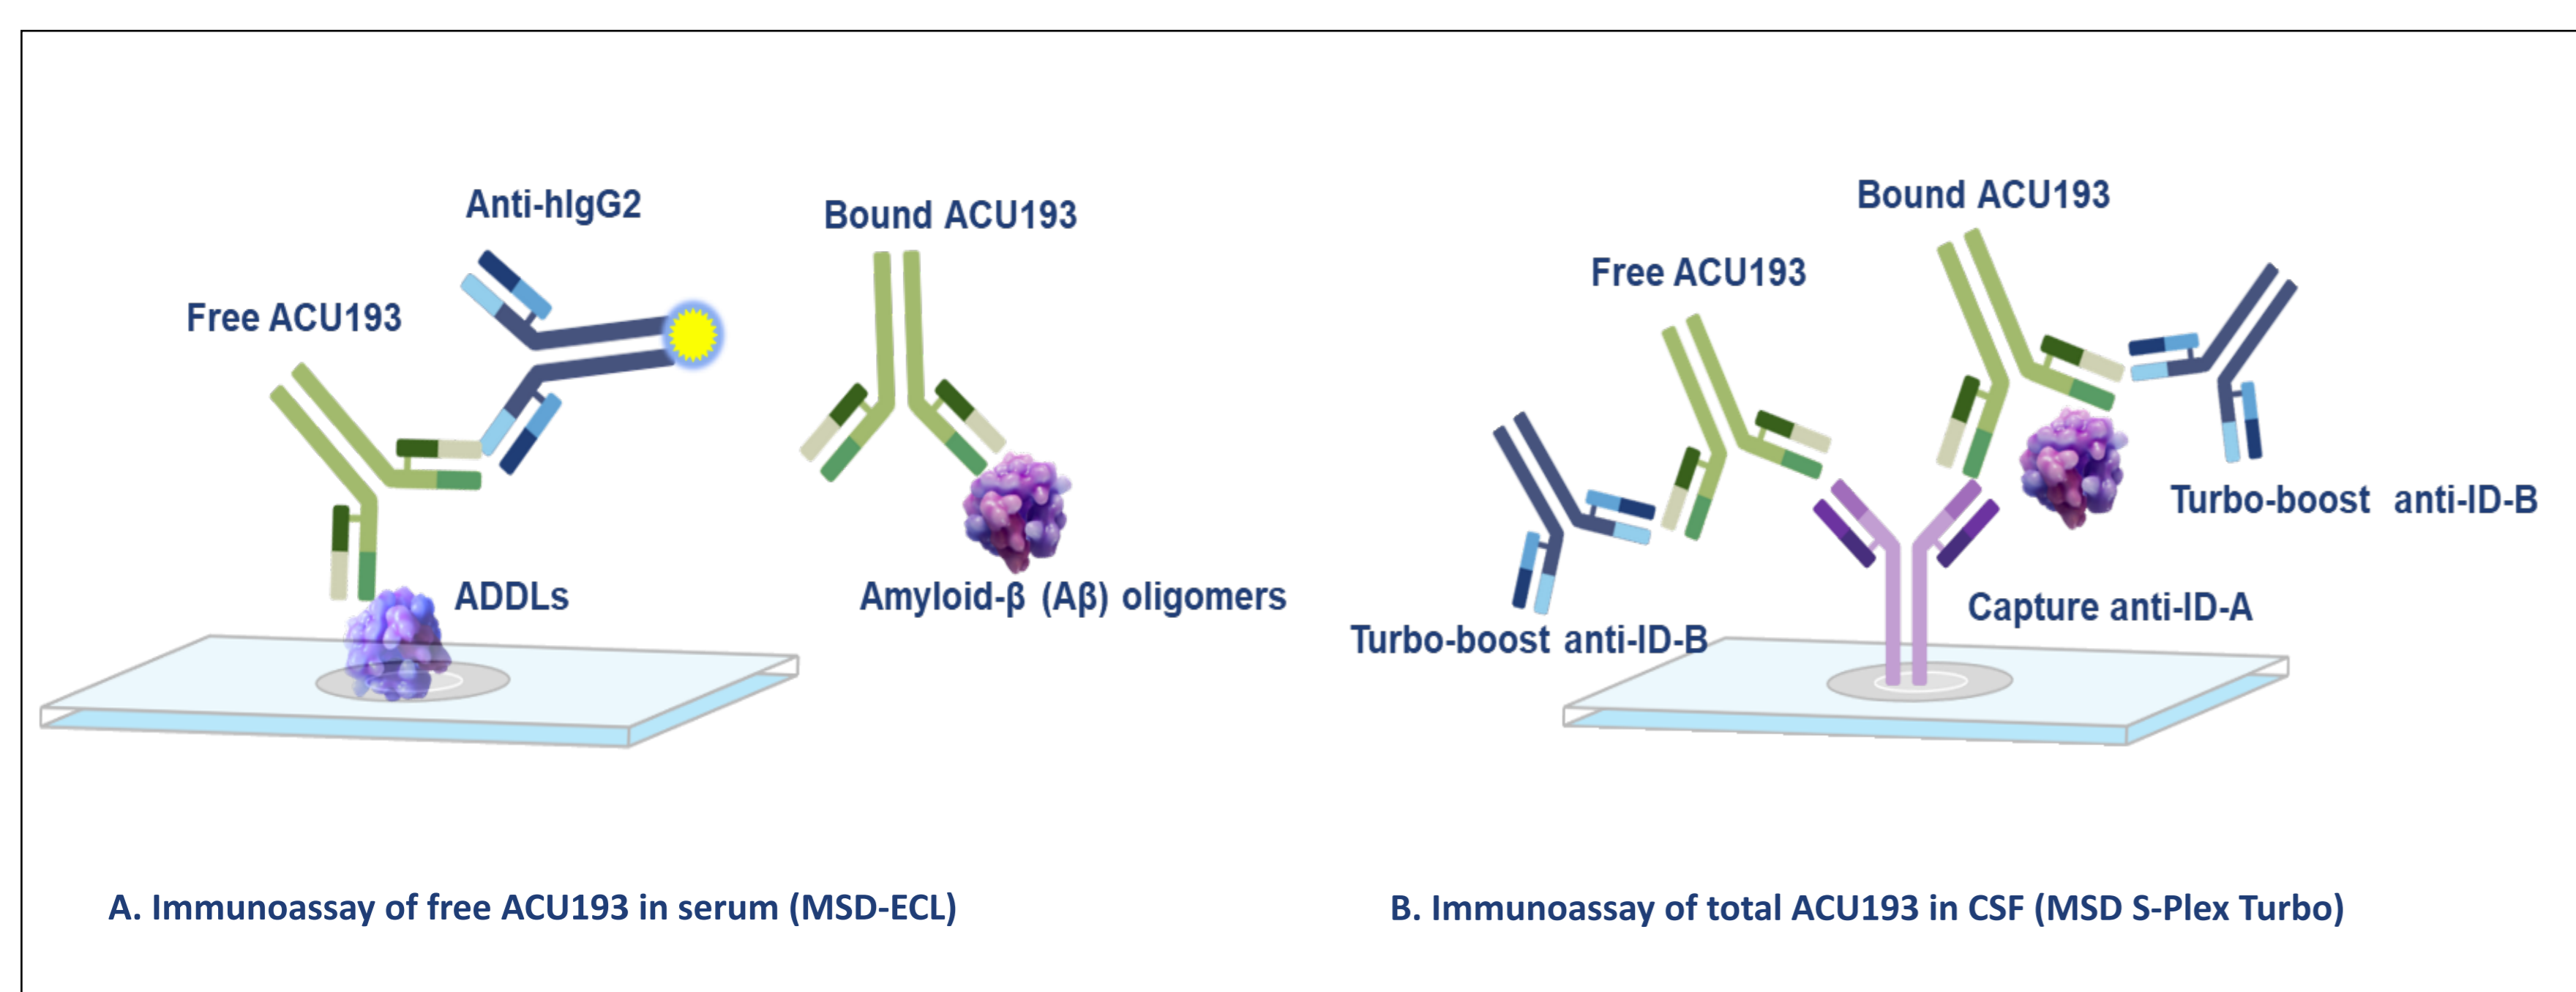 Anti-hIgG2
Bound ACU193
Free ACU193
ADDLs
Amyloid-β (Aβ) oligomers
A. Immunoassay of free ACU193 in serum (MSD-ECL)
Bound ACU193
Free ACU193
Turbo-boost anti-ID-B
Capture anti-ID-A
Turbo-boost anti-ID-B
B. Immunoassay of total ACU193 in CSF (MSD S-Plex Turbo)